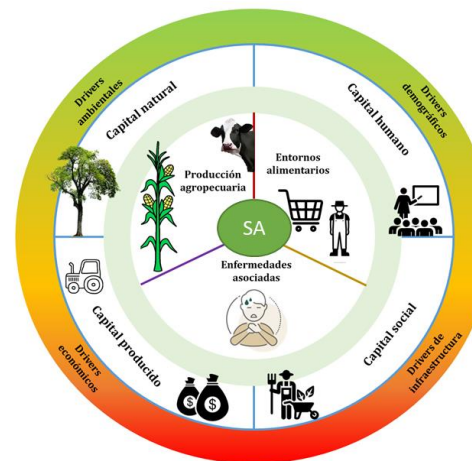 Drivers
ambientales
Capital natural
Drivers
demográficos
Capital humano
Producción
agropecuaria
Entornos
alimentarios
SA
Enfermedades
asociadas
Capital producido
Drivers
económicos
$
$
Capital social
Drivers de
infraestructura